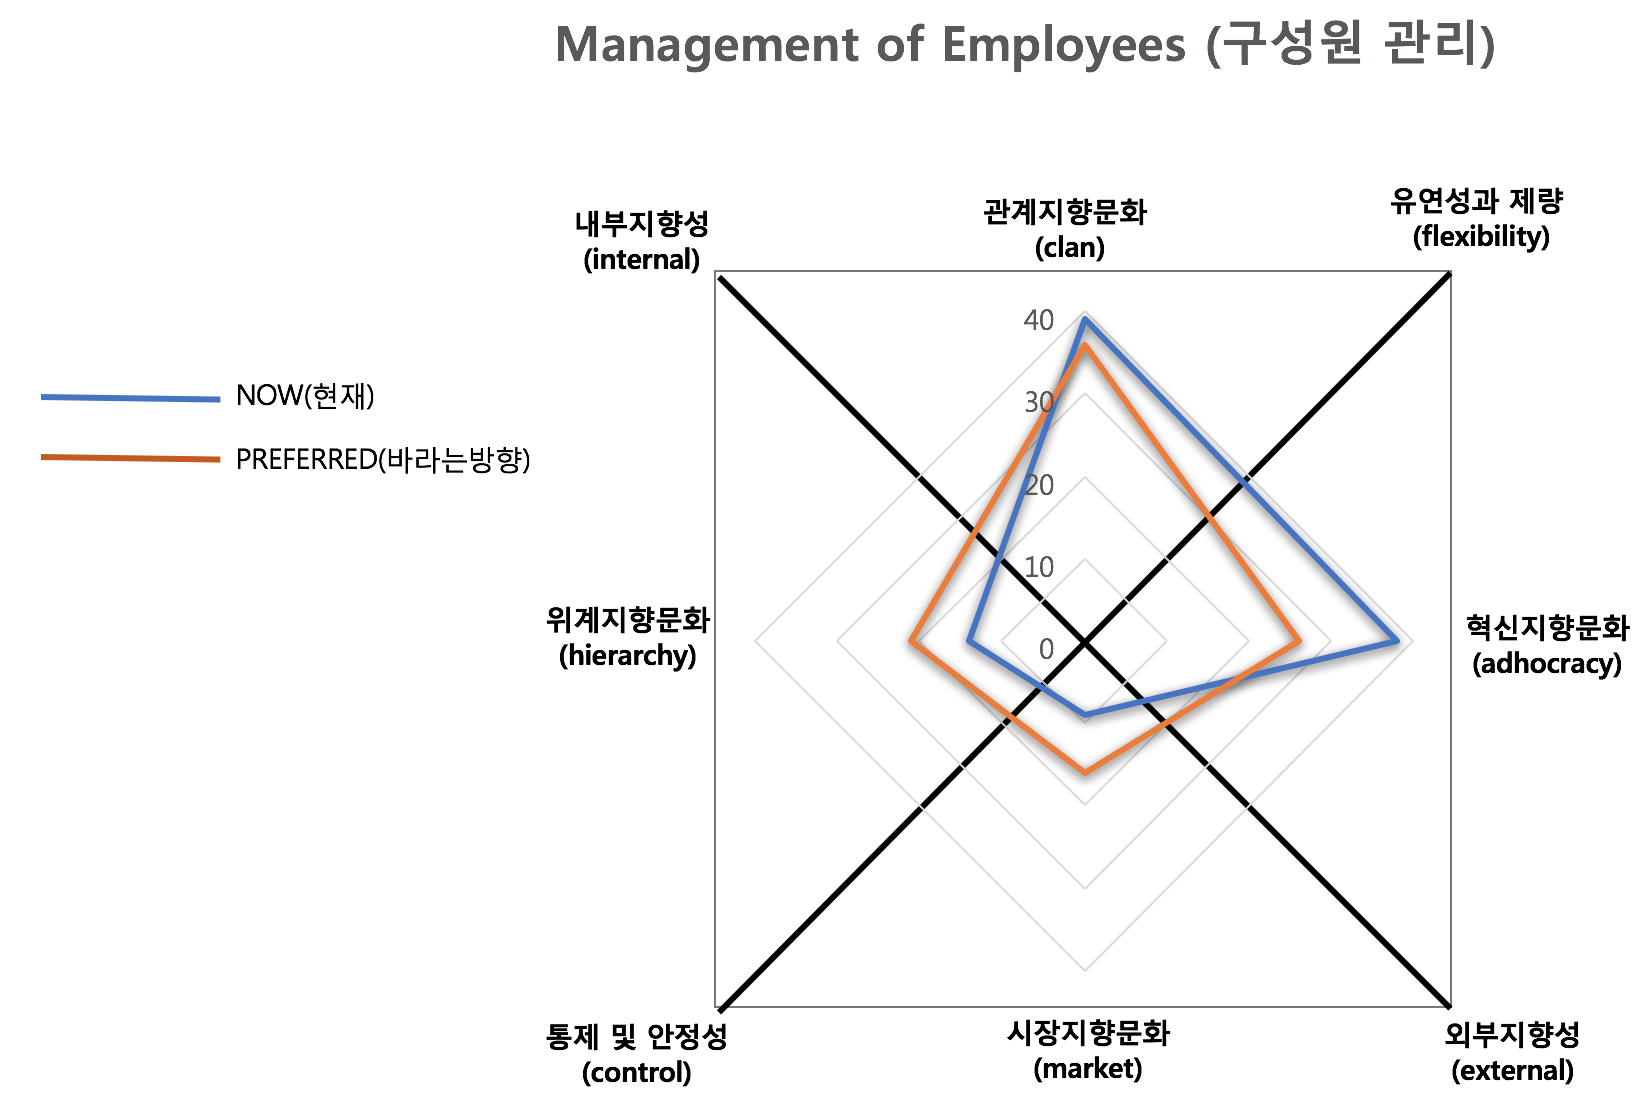 Management of Employees (구성원 관리)
내부지향성
(internal)
관계지향문화
(clan)
유연성과 제량
(flexibility)
NOW(현재)
PREFERRED(바라는방향)
40
30
20
10
0
위계지향문화
(hierarchy)
혁신지향문화
(adhocracy)
통제 및 안정성
(control)
시장지향문화
(market)
외부지향성
(external)